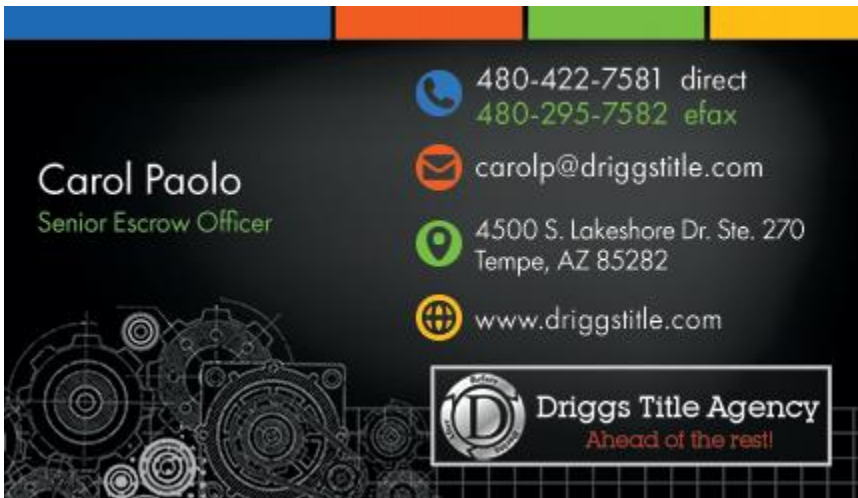 Carol Paolo
Senior Escrow Officer
480-422-7581 direct
480-295-7582 efax
carolp@driggstitle.com
4500 S. Lakeshore Dr. Ste. 270
Tempe, AZ 85282
www.driggstitle.com
Before
D
Driggs Title Agency
Ahead of the rest!